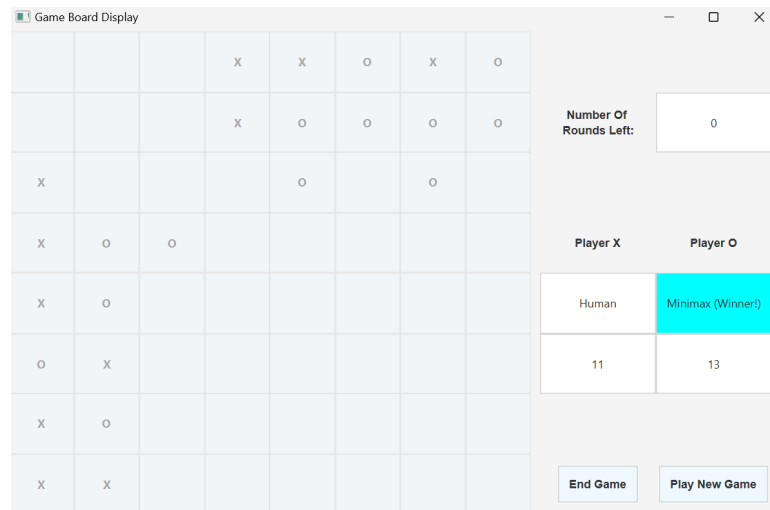 Game Board Display
X X O X O
X O O O O
Number Of
Rounds Left:
0
X O O
X O O
Player X
Player O
X O
Human
Minimax (Winner!)
O X
11
13
X O
X X
End Game
Play New Game